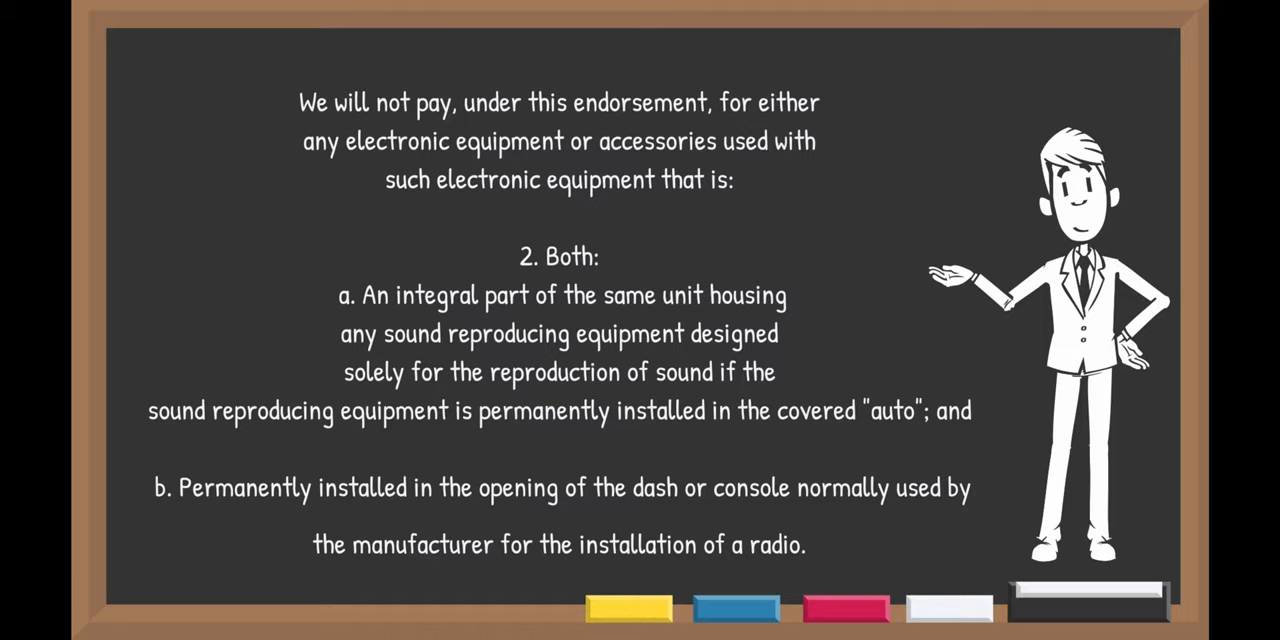 We will not pay, under this endorsement, for either
any electronic equipment or accessories used with
such electronic equipment that is:
2. Both:
a. An integral part of the same unit housing
any sound reproducing equipment designed
solely for the reproduction of sound if the
sound reproducing equipment is permanently installed in the covered "auto"; and
b. Permanently installed in the opening of the dash or console normally used by
the manufacturer for the installation of a radio.